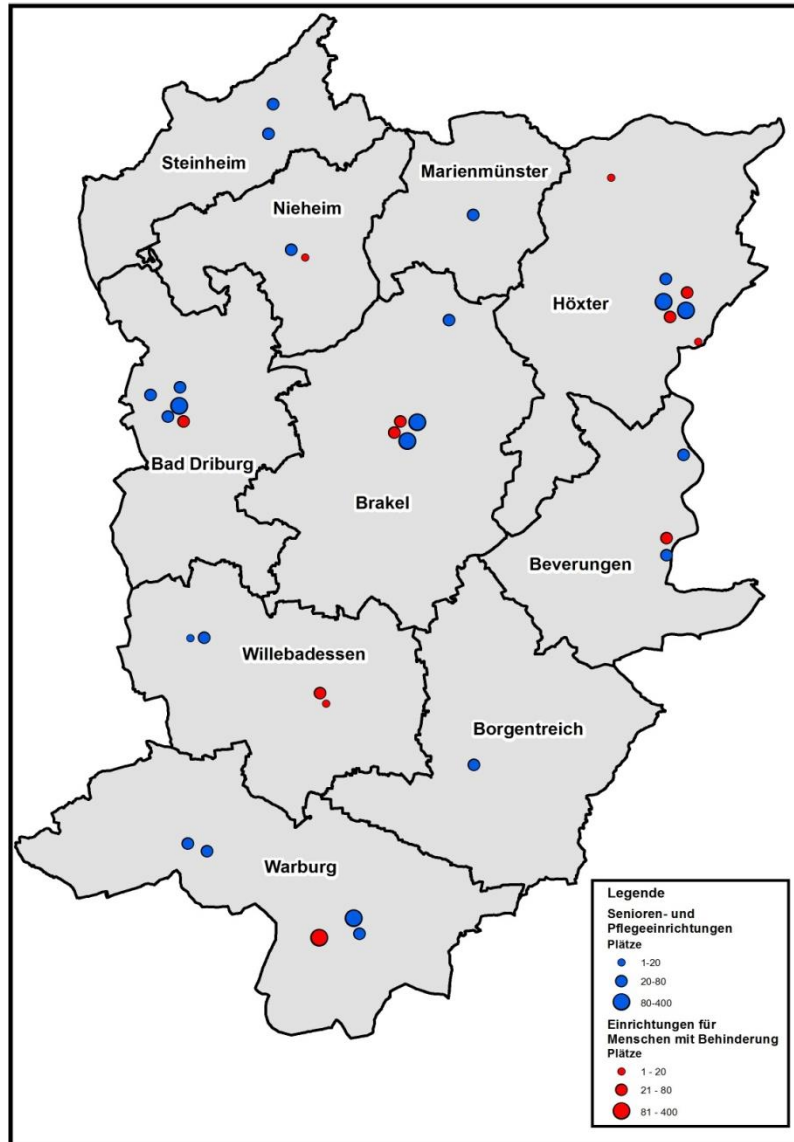 Steinheim
Marienmünster
Nieheim
Höxter
Bad Driburg
Brakel
Beverungen
Willebadessen
Borgentreich
Warburg
Legende
Senioren- und
Pflegeeinrichtungen
Plätze
1-20
20-80
80-400
Einrichtungen für
Menschen mit Behinderung
Plätze
1 - 20
21 - 80
81 - 400